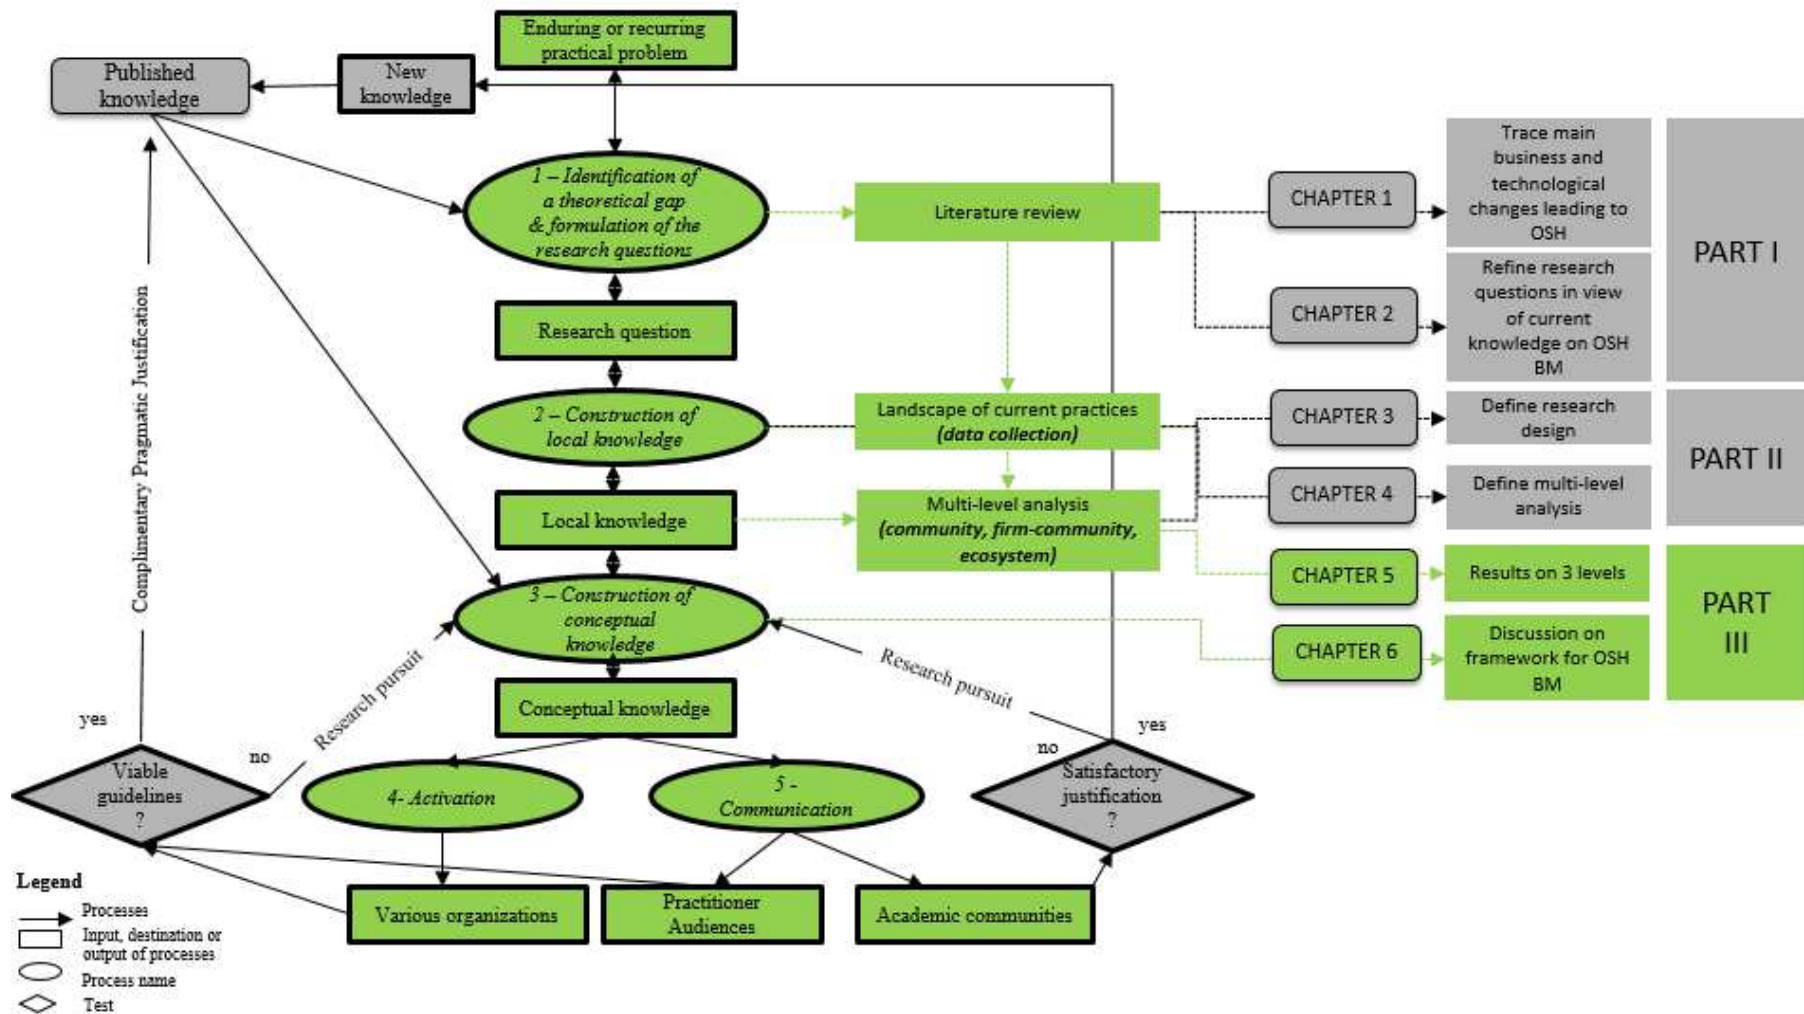 Enduring or recurring
practical problem
Published
knowledge
New
knowledge
1 – Identification of
a theoretical gap
& formulation of the
research questions
Literature review
CHAPTER 1
Trace main
business and
technological
changes leading to
OSH
PART I
CHAPTER 2
Refine research
questions in view
of current
knowledge on OSH
BM
Research question
2 – Construction of
local knowledge
Landscape of current practices
(data collection)
CHAPTER 3
Define research
design
PART II
CHAPTER 4
Define multi-level
analysis
Local knowledge
Multi-level analysis
(community, firm-community,
ecosystem)
CHAPTER 5
Results on 3 levels
PART
III
3 – Construction of
conceptual
knowledge
CHAPTER 6
Discussion on
framework for OSH
BM
Complimentary Pragmatic Justification
Research pursuit
Research pursuit
Conceptual knowledge
yes
no
Viable
guidelines
?
4- Activation
5 -
Communication
no
yes
Satisfactory
justification
?
Various organizations
Practitioner
Audiences
Academic communities
Legend
Processes
Input, destination or
output of processes
Process name
Test